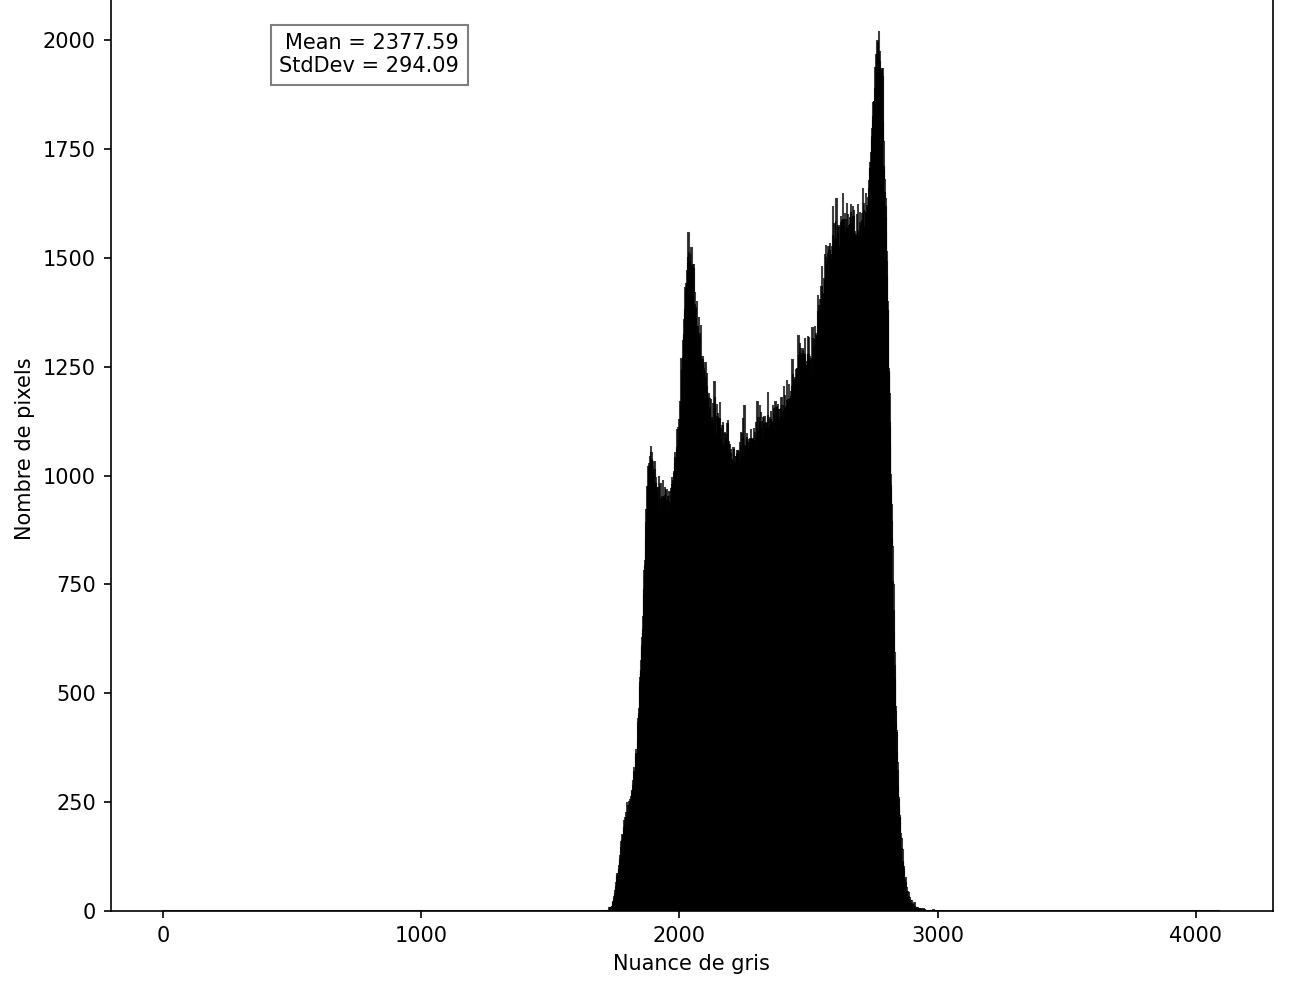 Mean = 2377.59
StdDev = 294.09
2000
1750
1500
1250
1000
750
500
250
0
Nombre de pixels
0 1000 2000 3000 4000
Nuance de gris